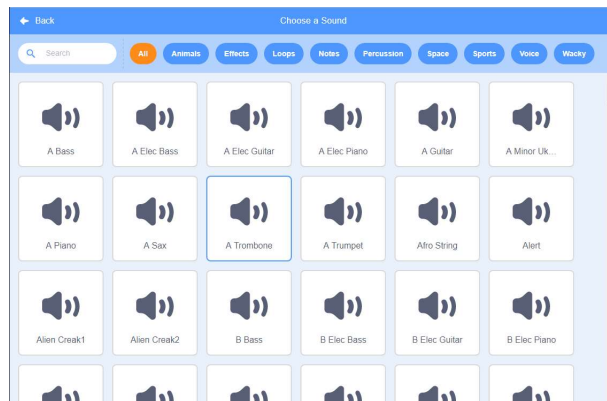 Back
Choose a Sound
Search
All Animals Effects Loops Notes Percussion Space Sports Voice Wacky
A Bass A Elec Bass A Elec Guitar A Elec Piano A Guitar A Minor Uk...
A Piano A Sax A Trombone A Trumpet Afro String Alert
Alien Creak1 Alien Creak2 B Bass B Elec Bass B Elec Guitar B Elec Piano